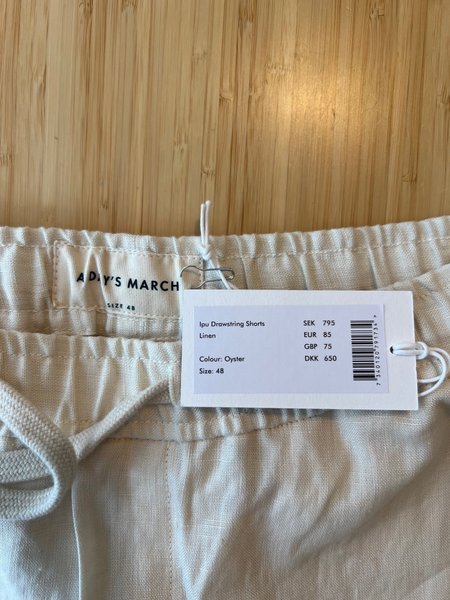 A DAY'S MARCH
SIZE 48
Ipu Drawstring Shorts
Linen
Colour: Oyster
Size: 48
SEK 795
EUR 85
GBP 75
DKK 650